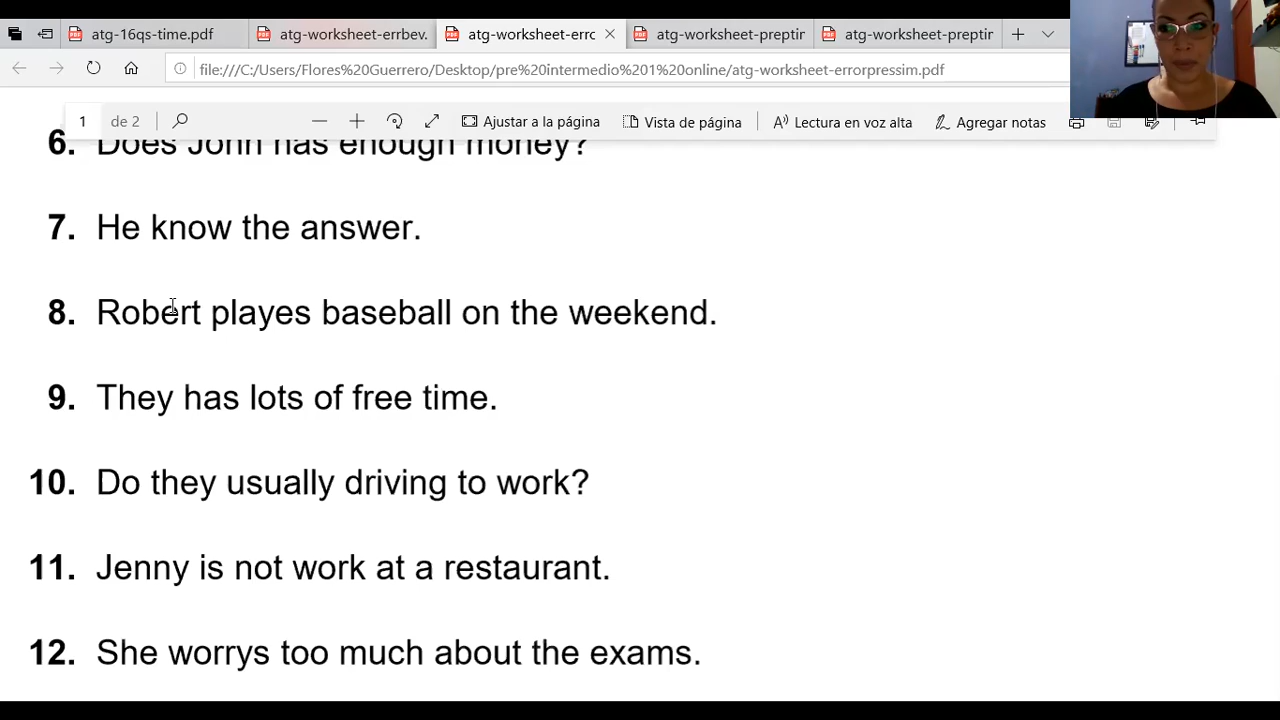 atg-16qs-time.pdf
atg-worksheet-errbev.
atg-worksheet-errc
atg-worksheet-preptir
atg-worksheet-preptir
file:///C:/Users/Flores%20Guerrero/Desktop/pre%20intermedio%201%20online/atg-worksheet-errorpressim.pdf
1 de 2
Ajustar a la página
Vista de página
Lectura en voz alta
Agregar notas
6. Does John has enough money?
7. He know the answer.
8. Robert playes baseball on the weekend.
9. They has lots of free time.
10. Do they usually driving to work?
11. Jenny is not work at a restaurant.
12. She worrys too much about the exams.